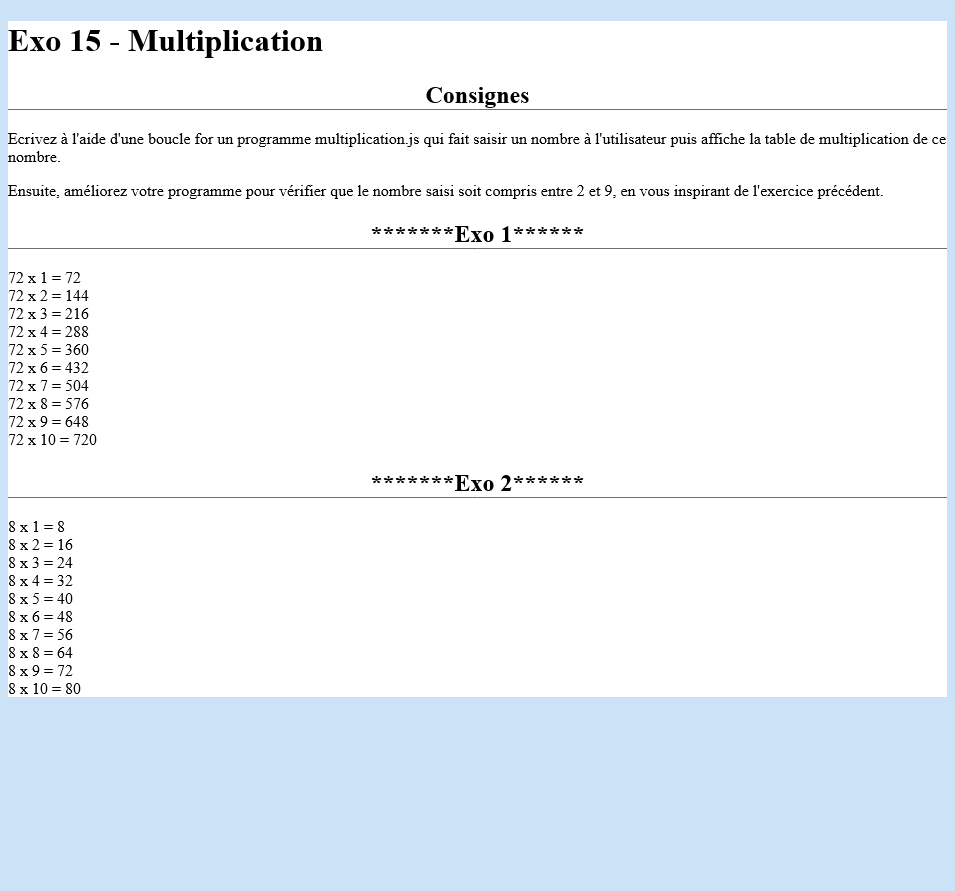 Exo 15 - Multiplication
Consignes
Ecrivez à l'aide d'une boucle for un programme multiplication.js qui fait saisir un nombre à l'utilisateur puis affiche la table de multiplication de ce
nombre.
Ensuite, améliorez votre programme pour vérifier que le nombre saisi soit compris entre 2 et 9, en vous inspirant de l'exercice précédent.
*******Exo 1******
72 x 1 = 72
72 x 2 = 144
72 x 3 = 216
72 x 4 = 288
72 x 5 = 360
72 x 6 = 432
72 x 7 = 504
72 x 8 = 576
72 x 9 = 648
72 x 10 = 720
*******Exo 2******
8 x 1 = 8
8 x 2 = 16
8 x 3 = 24
8 x 4 = 32
8 x 5 = 40
8 x 6 = 48
8 x 7 = 56
8 x 8 = 64
8 x 9 = 72
8 x 10 = 80